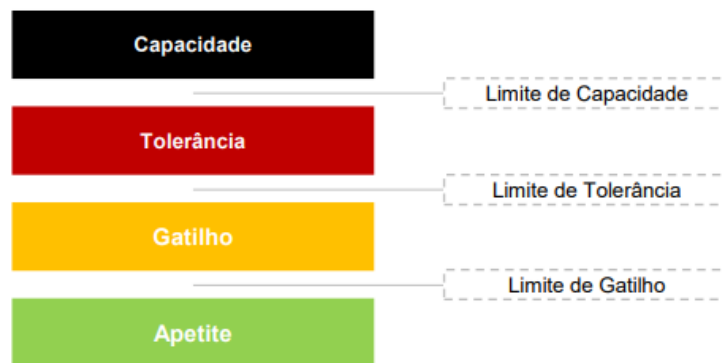 Capacidade
Limite de Capacidade
Tolerância
Limite de Tolerância
Gatilho
Limite de Gatilho
Apetite